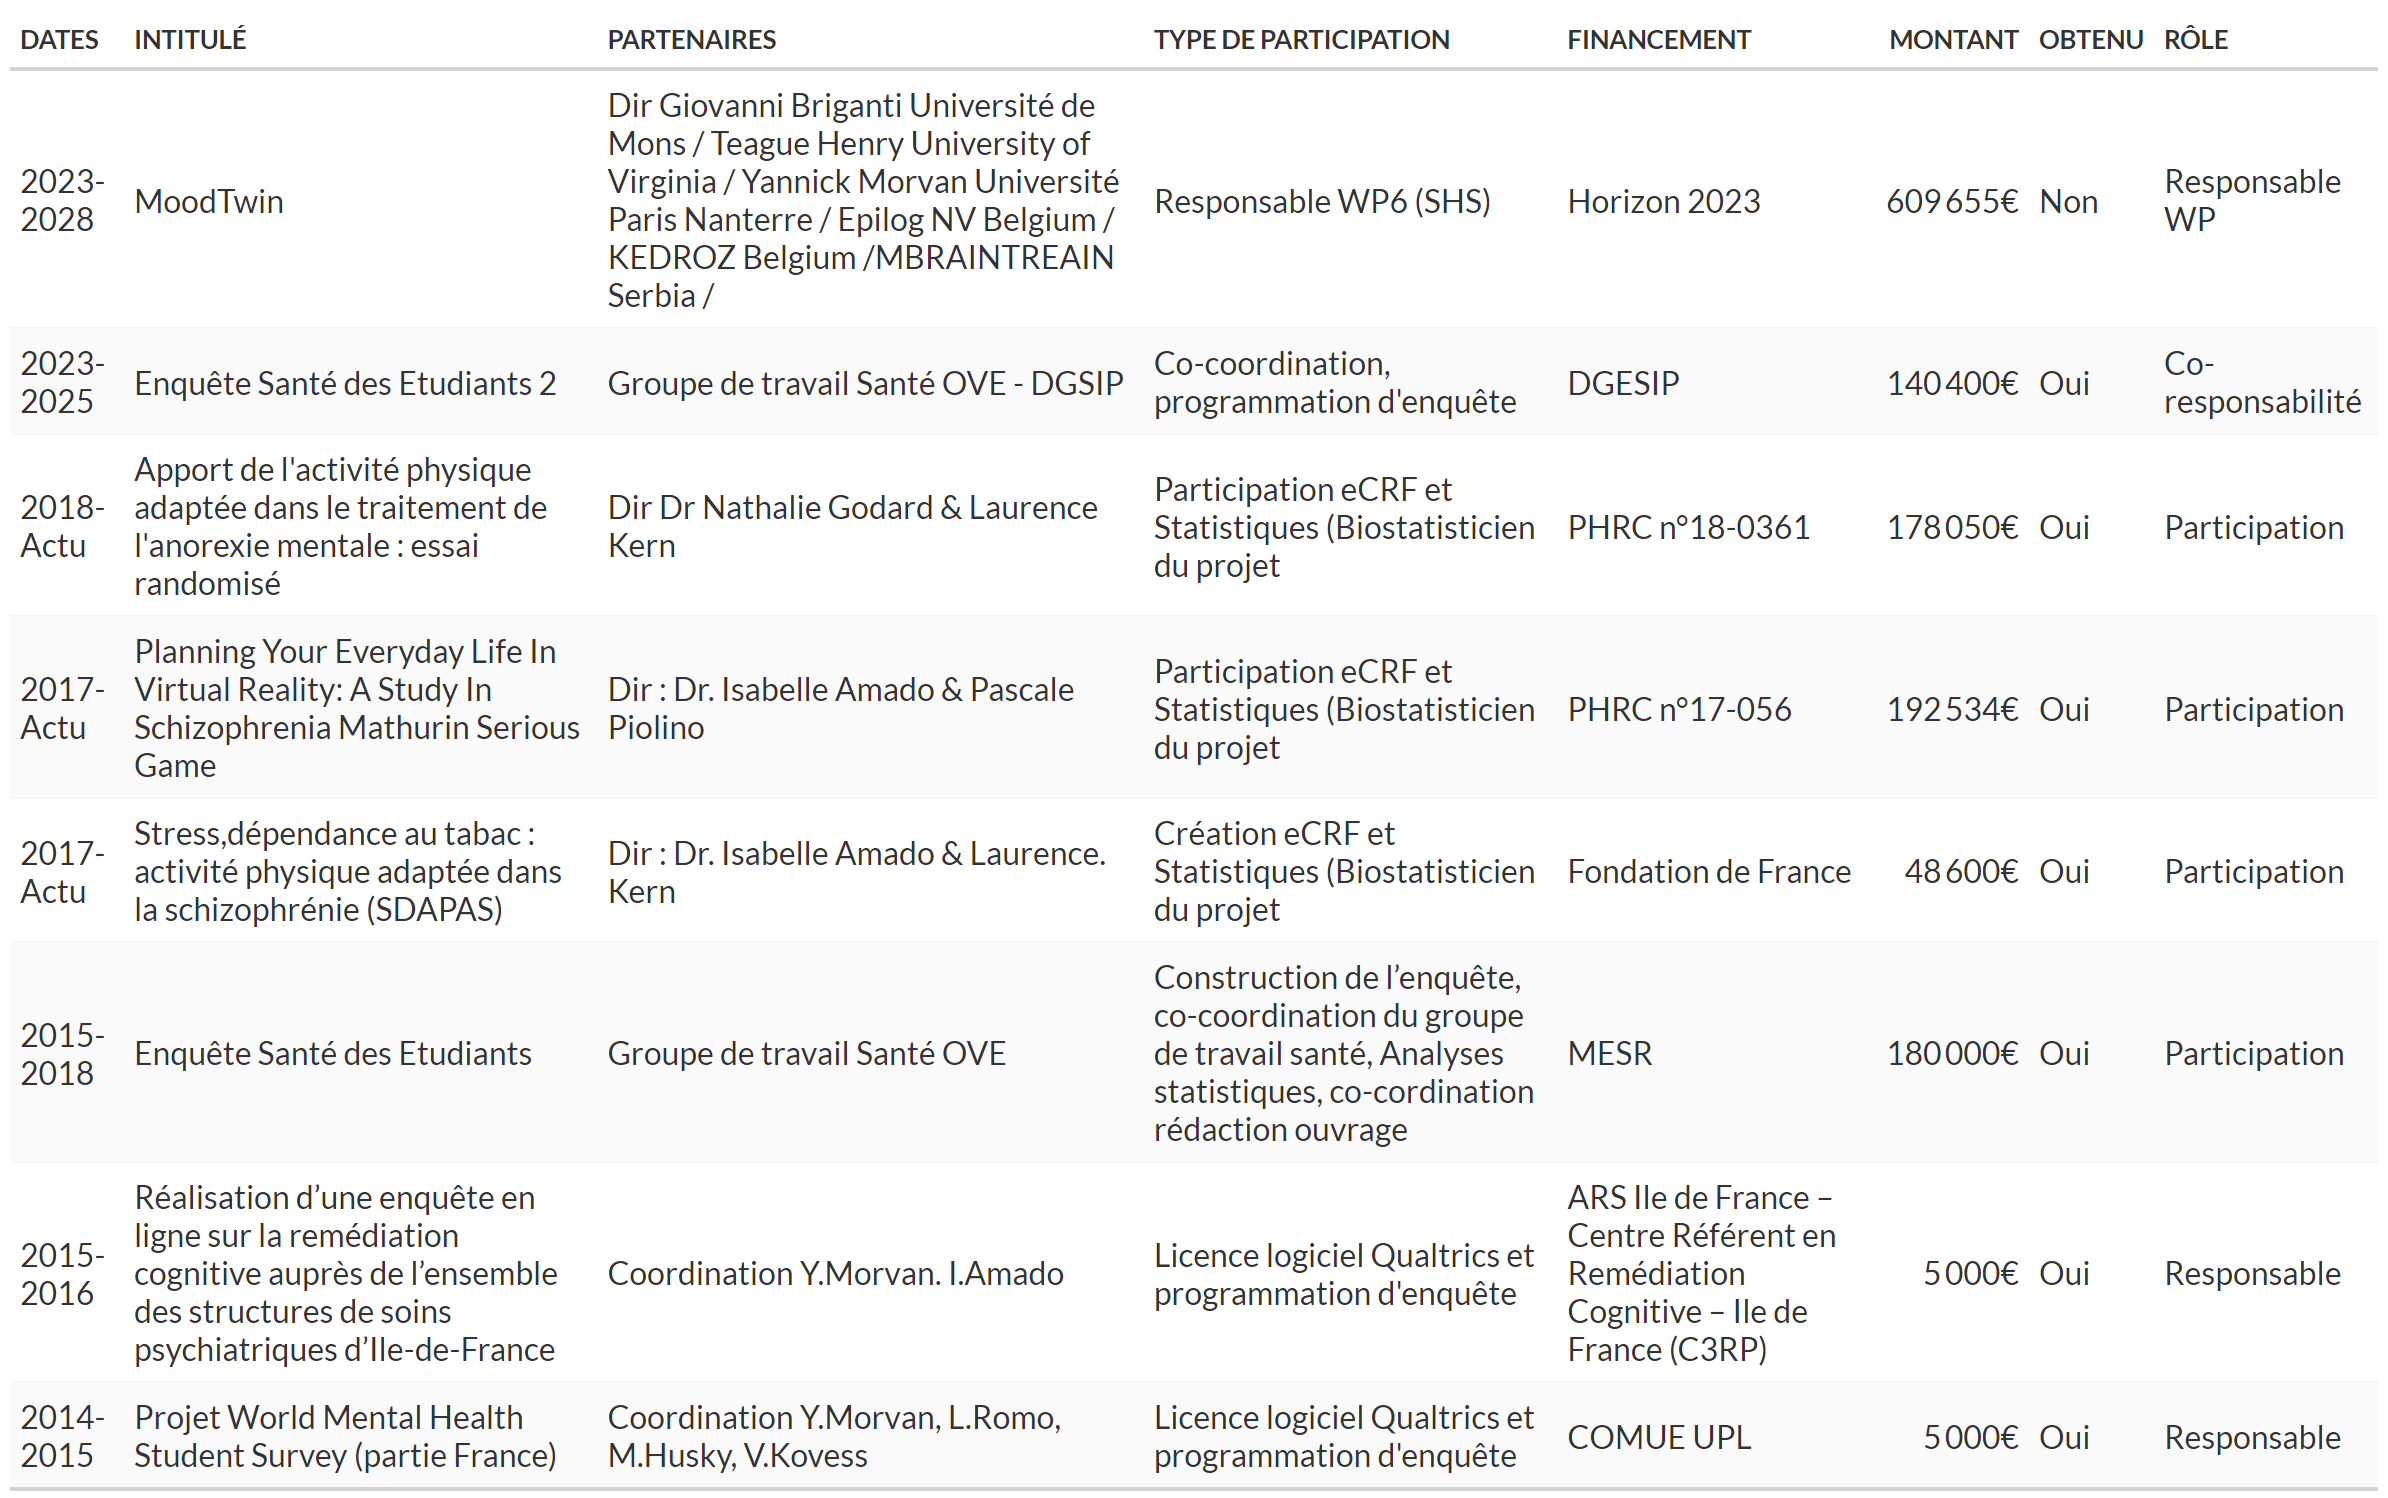 DATES INTITULÉ PARTENAIRES TYPE DE PARTICIPATION FINANCEMENT MONTANT OBTENU RÔLE
2023-
2028
MoodTwin
Dir Giovanni Briganti Université de
Mons / Teague Henry University of
Virginia / Yannick Morvan Université
Paris Nanterre / Epilog NV Belgium /
KEDROZ Belgium /MBRAINTREAIN
Serbia /
Responsable WP6 (SHS)
Horizon 2023
609 655€
Non
Responsable
WP
2023-
2025
Enquête Santé des Etudiants 2
Groupe de travail Santé OVE - DGSIP
Co-coordination,
programmation d'enquête
DGESIP
140 400€
Oui
Co-
responsabilité
2018-
Actu
Apport de l'activité physique
adaptée dans le traitement de
l'anorexie mentale : essai
randomisé
Dir Dr Nathalie Godard & Laurence
Kern
Participation eCRF et
Statistiques (Biostatisticien
du projet
PHRC n°18-0361
178 050€
Oui
Participation
2017-
Actu
Planning Your Everyday Life In
Virtual Reality: A Study In
Schizophrenia Mathurin Serious
Game
Dir : Dr. Isabelle Amado & Pascale
Piolino
Participation eCRF et
Statistiques (Biostatisticien
du projet
PHRC n°17-056
192 534€
Oui
Participation
2017-
Actu
Stress,dépendance au tabac :
activité physique adaptée dans
la schizophrénie (SDAPAS)
Dir : Dr. Isabelle Amado & Laurence.
Kern
Création eCRF et
Statistiques (Biostatisticien
du projet
Fondation de France
48 600€
Oui
Participation
2015-
2018
Enquête Santé des Etudiants
Groupe de travail Santé OVE
Construction de l’enquête,
co-coordination du groupe
de travail santé, Analyses
statistiques, co-cordination
rédaction ouvrage
MESR
180 000€
Oui
Participation
2015-
2016
Réalisation d’une enquête en
ligne sur la remédiation
cognitive auprès de l’ensemble
des structures de soins
psychiatriques d’Ile-de-France
Coordination Y.Morvan. I.Amado
Licence logiciel Qualtrics et
programmation d'enquête
ARS Ile de France –
Centre Référent en
Remédiation
Cognitive – Ile de
France (C3RP)
5 000€
Oui
Responsable
2014-
2015
Projet World Mental Health
Student Survey (partie France)
Coordination Y.Morvan, L.Romo,
M.Husky, V.Kovess
Licence logiciel Qualtrics et
programmation d'enquête
COMUE UPL
5 000€
Oui
Responsable